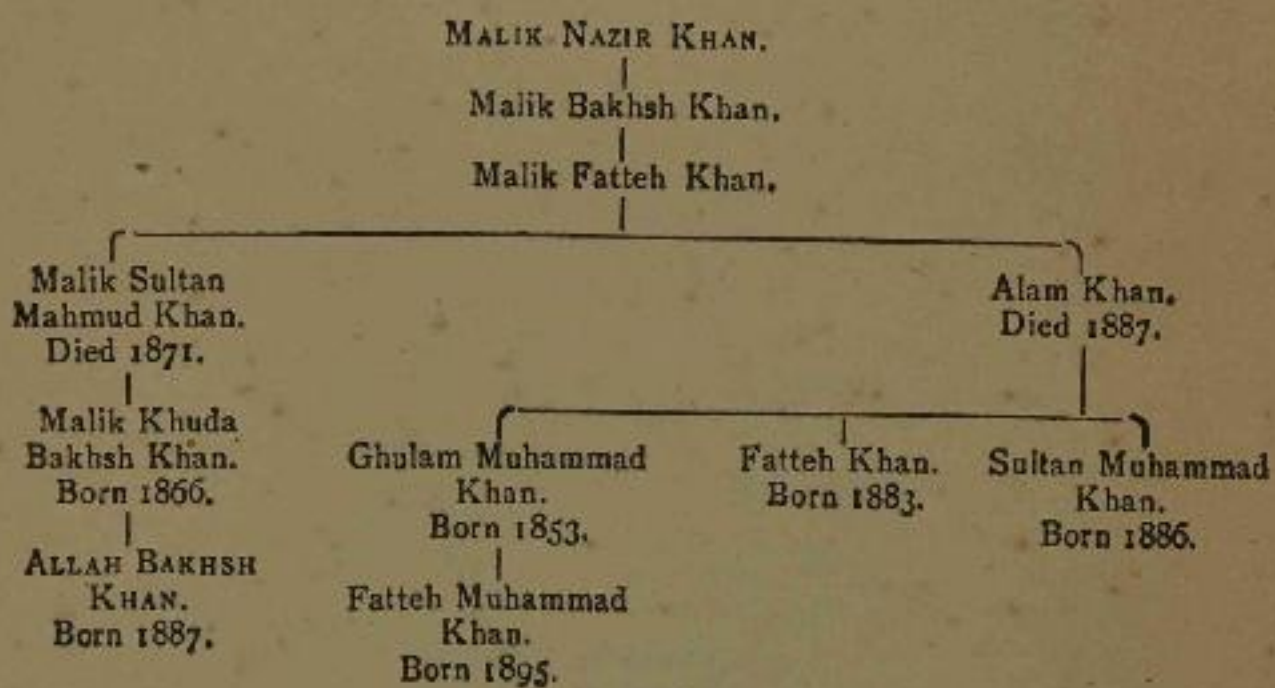 MALIK NAZIR KHAN.
Malik Bakhsh Khan.
Malik Fatteh Khan.
Malik Sultan
Mahmud Khan.
Died 1871.
Alam Khan.
Died 1887.
Malik Khuda
Bakhsh Khan.
Born 1866.
Ghulam Muhammad
Khan.
Born 1853.
Fatteh Khan.
Born 1883.
Sultan Muhammad
Khan.
Born 1886.
ALLAH BAKHSH
KHAN.
Born 1887.
Fatteh Muhammad
Khan.
Born 1895.